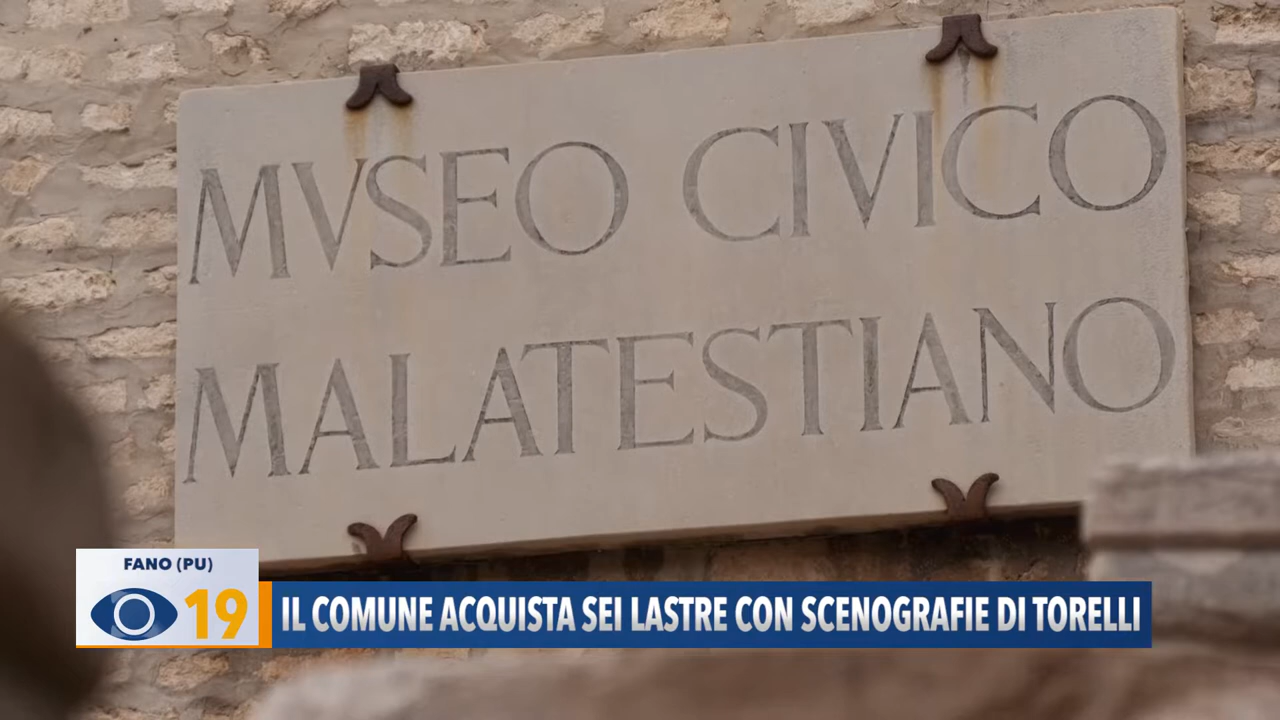 MVSEO CIVICO
MALATESTIANO
FANO (PU)
19
IL COMUNE ACQUISTA SEI LASTRE CON SCENOGRAFIE DI TORELLI